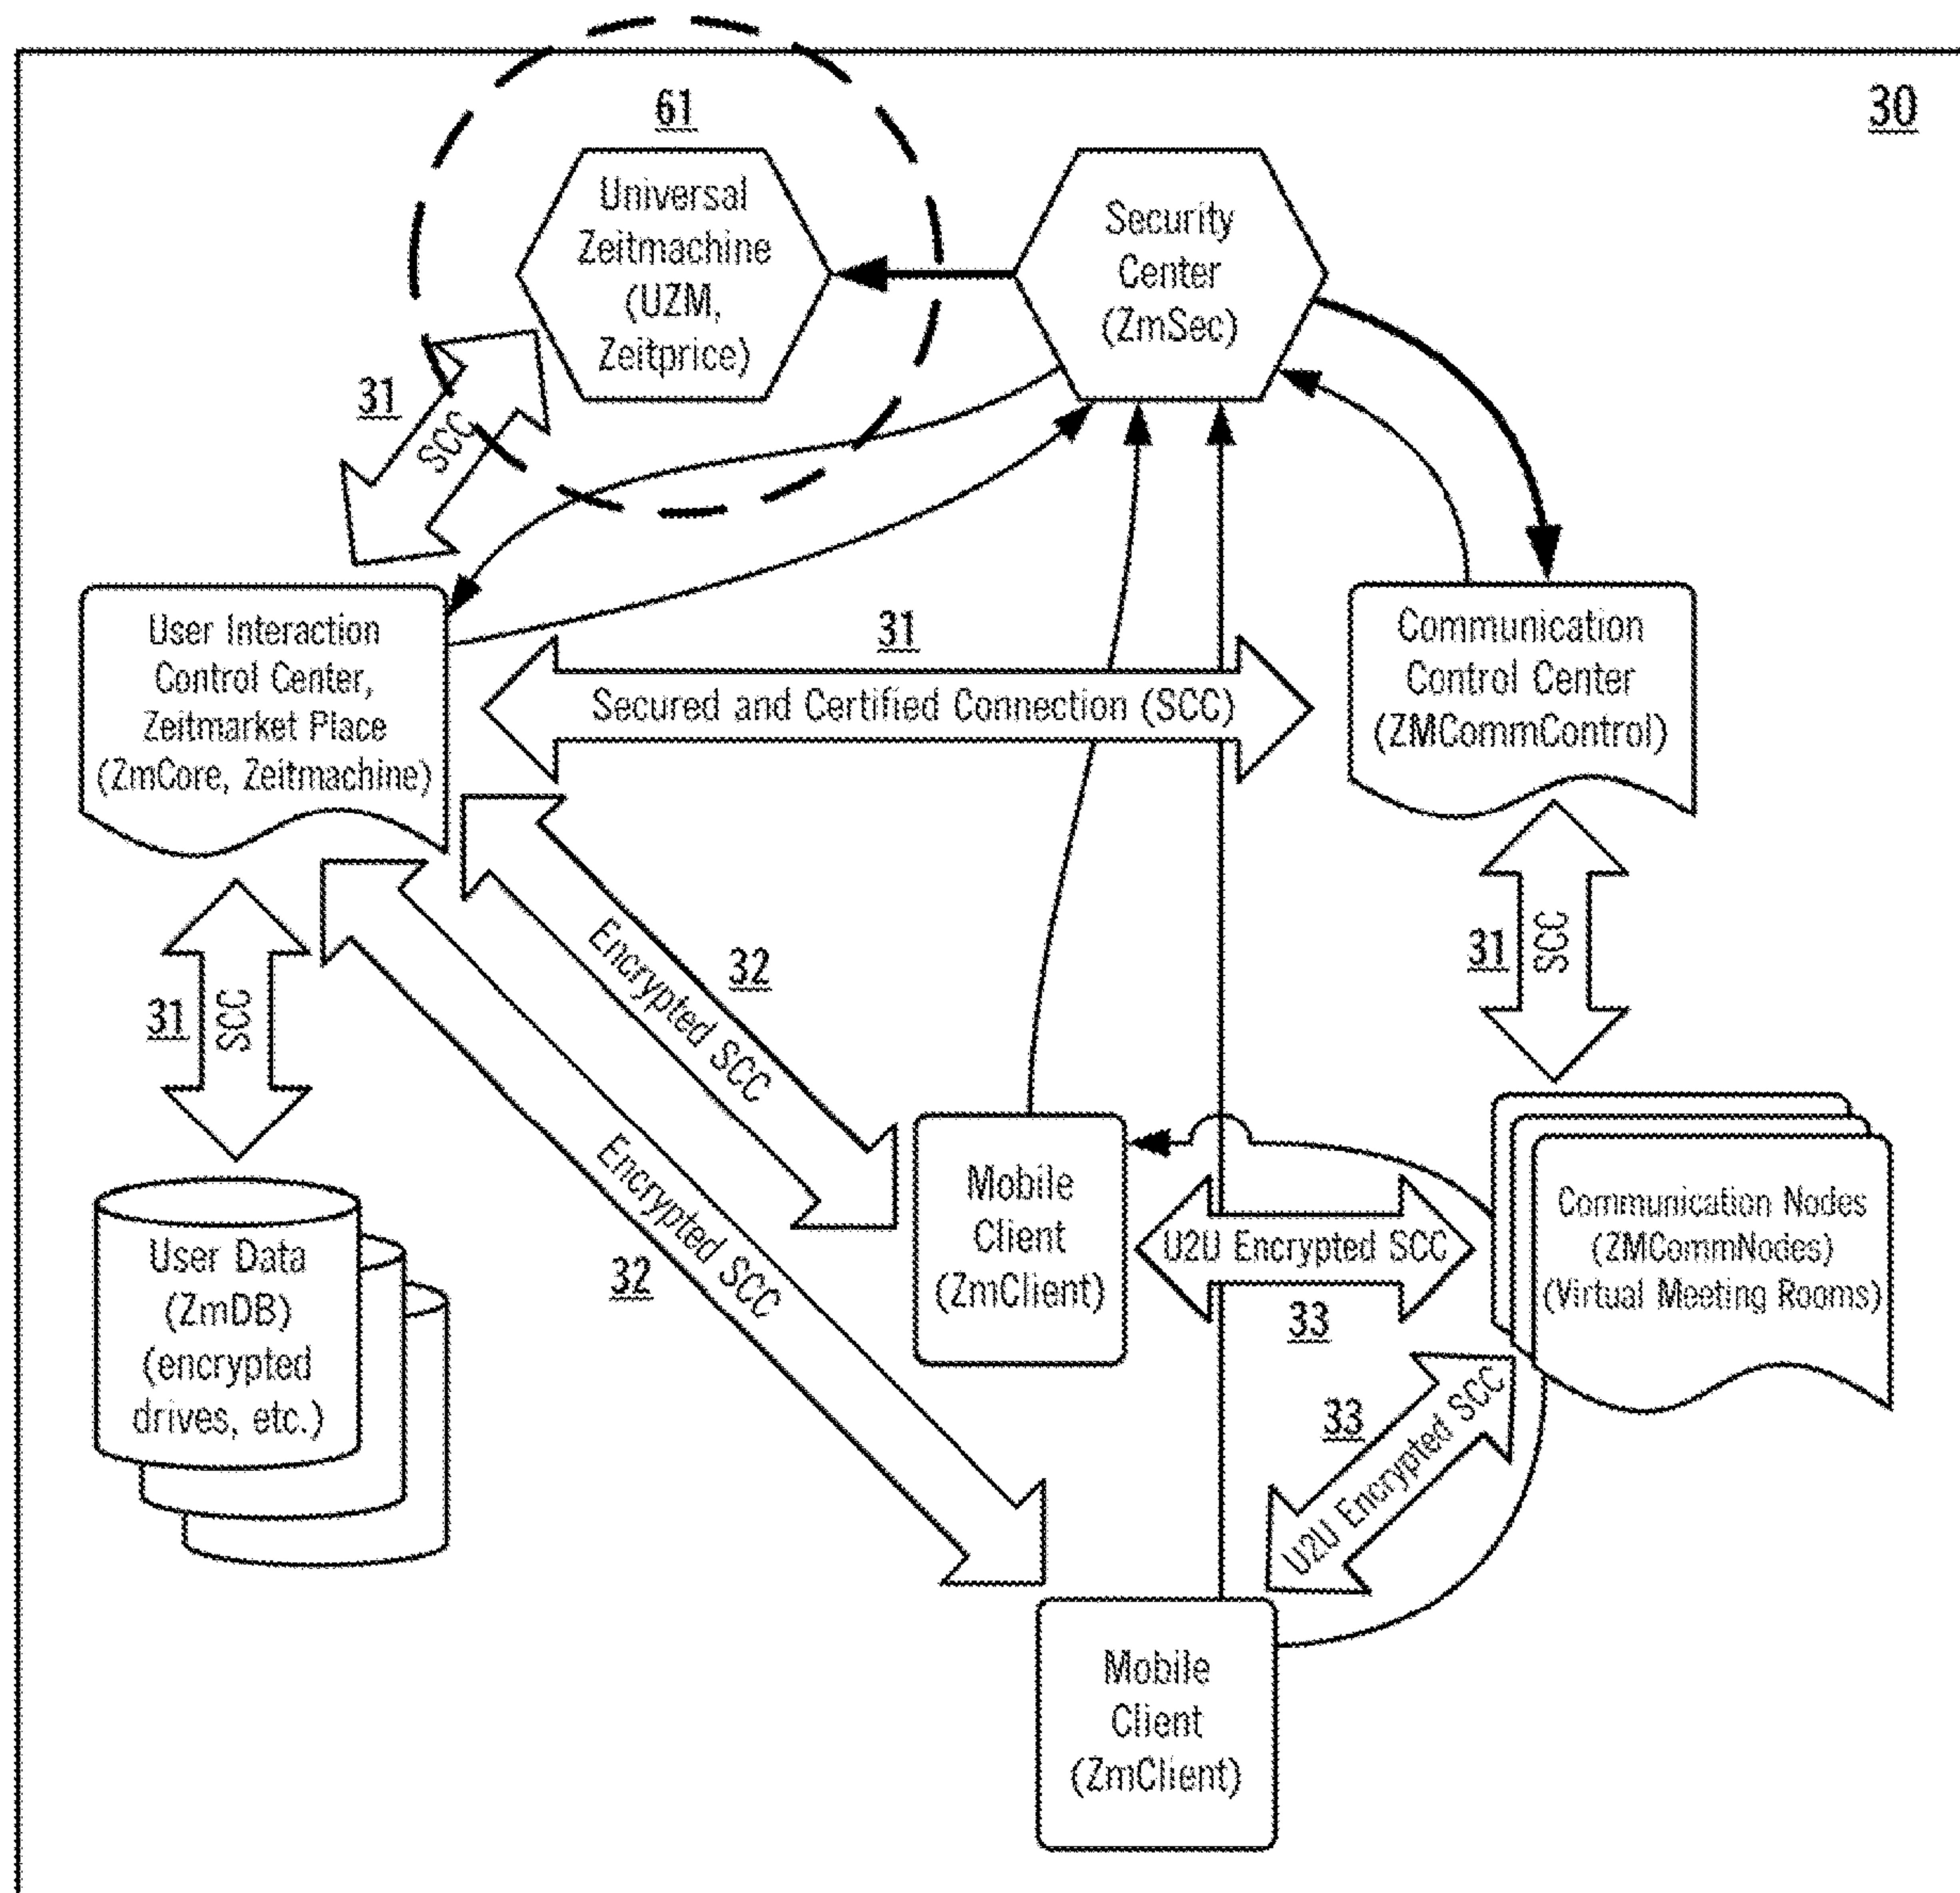 30
61
Universal
Zeitmachine
(UZM,
Zeitprice)
Security
Center
(ZmSec)
31
SCC
User Interaction
Control Center,
Zeitmarket Place
(ZmCore, Zeitmachine)
31
Secured and Certified Connection (SCC)
Communication
Control Center
(ZMCommControl)
31
SCC
32
Encrypted SCC
31
SCC
32
Encrypted SCC
User Data
(ZmDB)
(encrypted
drives, etc.)
Mobile
Client
(ZmClient)
U2U Encrypted SCC
33
Communication Nodes
(ZMCommNodes)
(Virtual Meeting Rooms)
33
U2U Encrypted SCC
Mobile
Client
(ZmClient)